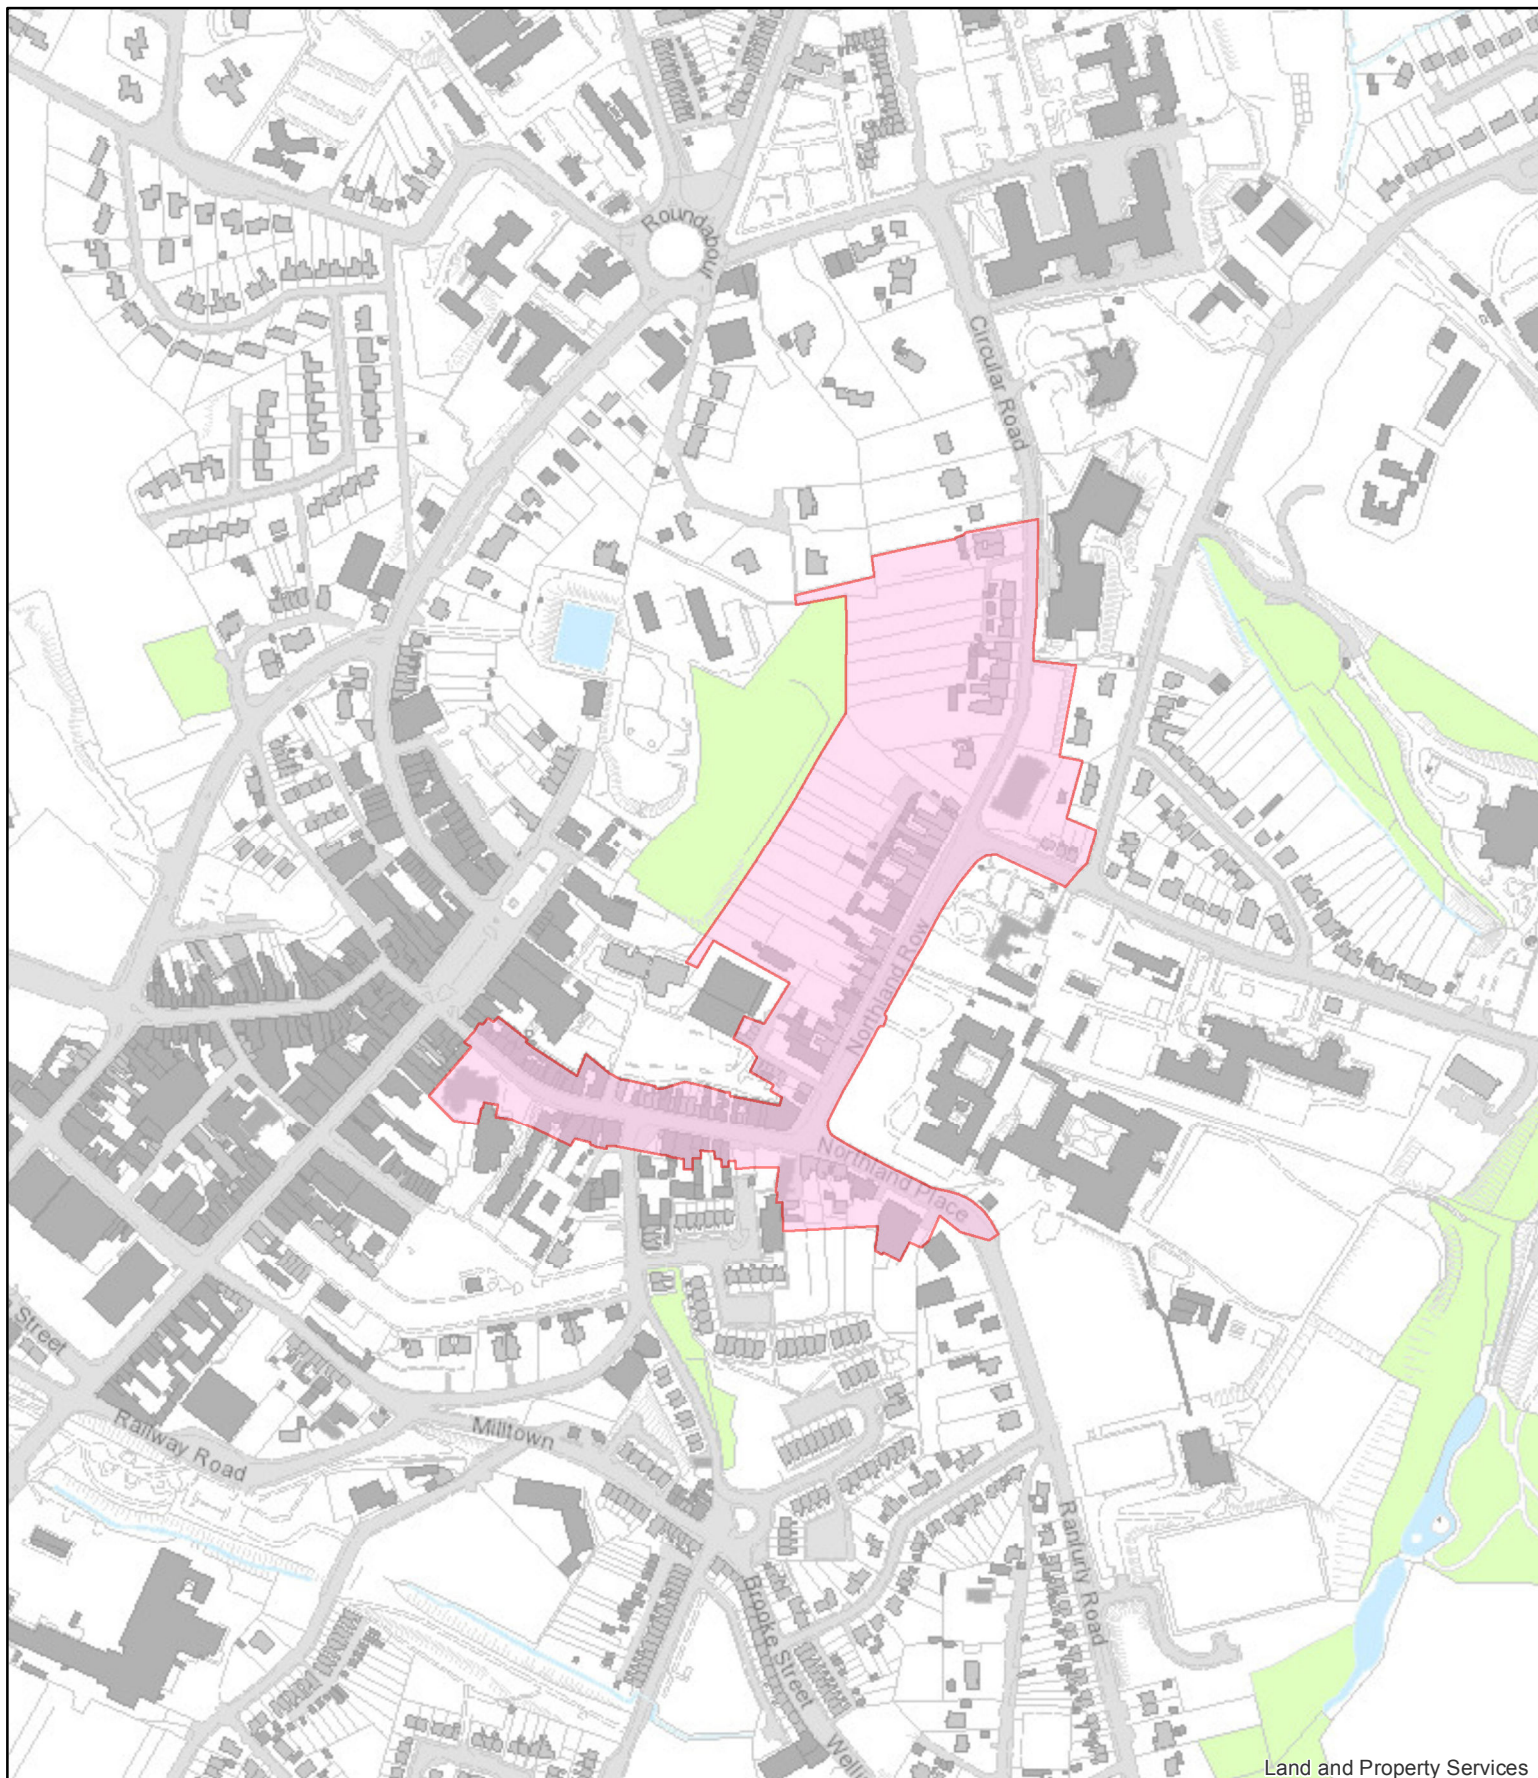 Roundabout
Circular Road
Northland Row
Northland Place
Street
Railway Road
Milltown
Ranfurly Road
Brooke Street
Land and Property Services